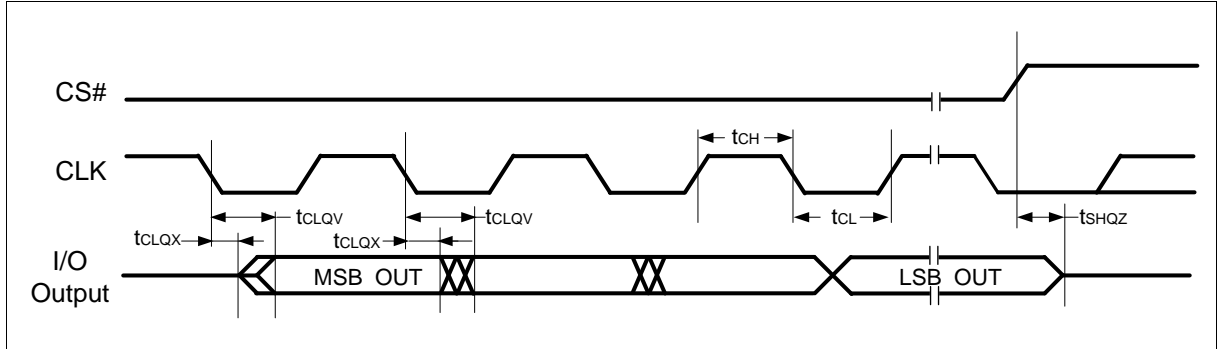 CS#
CLK
tCH
tCL
tCLQV
tCLQV
tSHQZ
tCLQX
tCLQX
I/O
Output
MSB OUT
LSB OUT